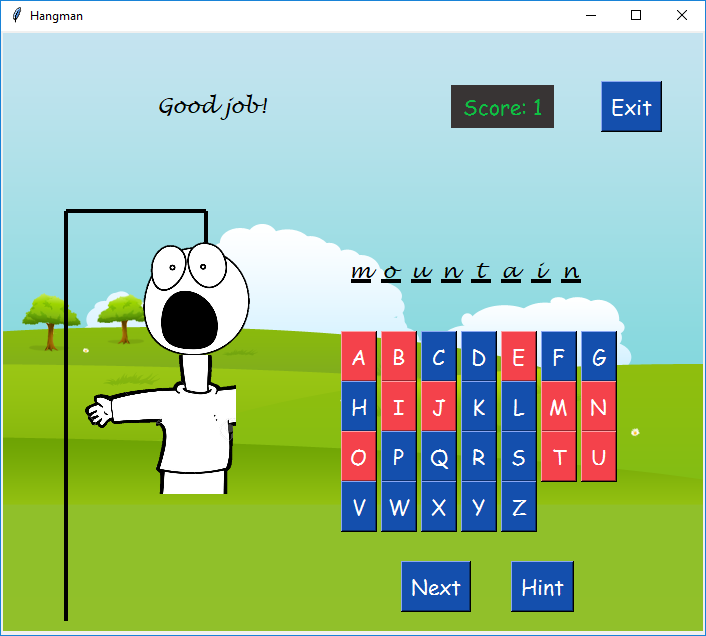 Hangman
Good job!
Score: 1
Exit
m o u n t a i n
A B C D E F G
H I J K L M N
O P Q R S T U
V W X Y Z
Next Hint